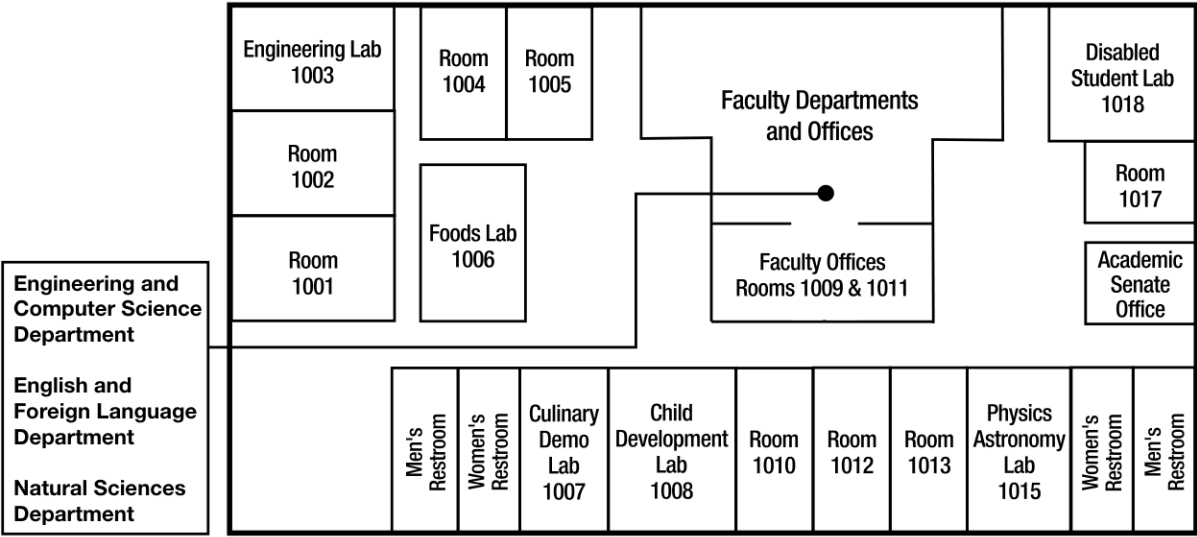 Engineering Lab
1003
Room
1004
Room
1005
Faculty Departments
and Offices
Disabled
Student Lab
1018
Room
1002
Room
1017
Foods Lab
1006
Room
1001
Faculty Offices
Rooms 1009 & 1011
Academic
Senate
Office
Engineering and
Computer Science
Department
English and
Foreign Language
Department
Natural Sciences
Department
Men's
Restroom
Women's
Restroom
Culinary
Demo
Lab
1007
Child
Development
Lab
1008
Room
1010
Room
1012
Room
1013
Physics
Astronomy
Lab
1015
Women's
Restroom
Men's
Restroom